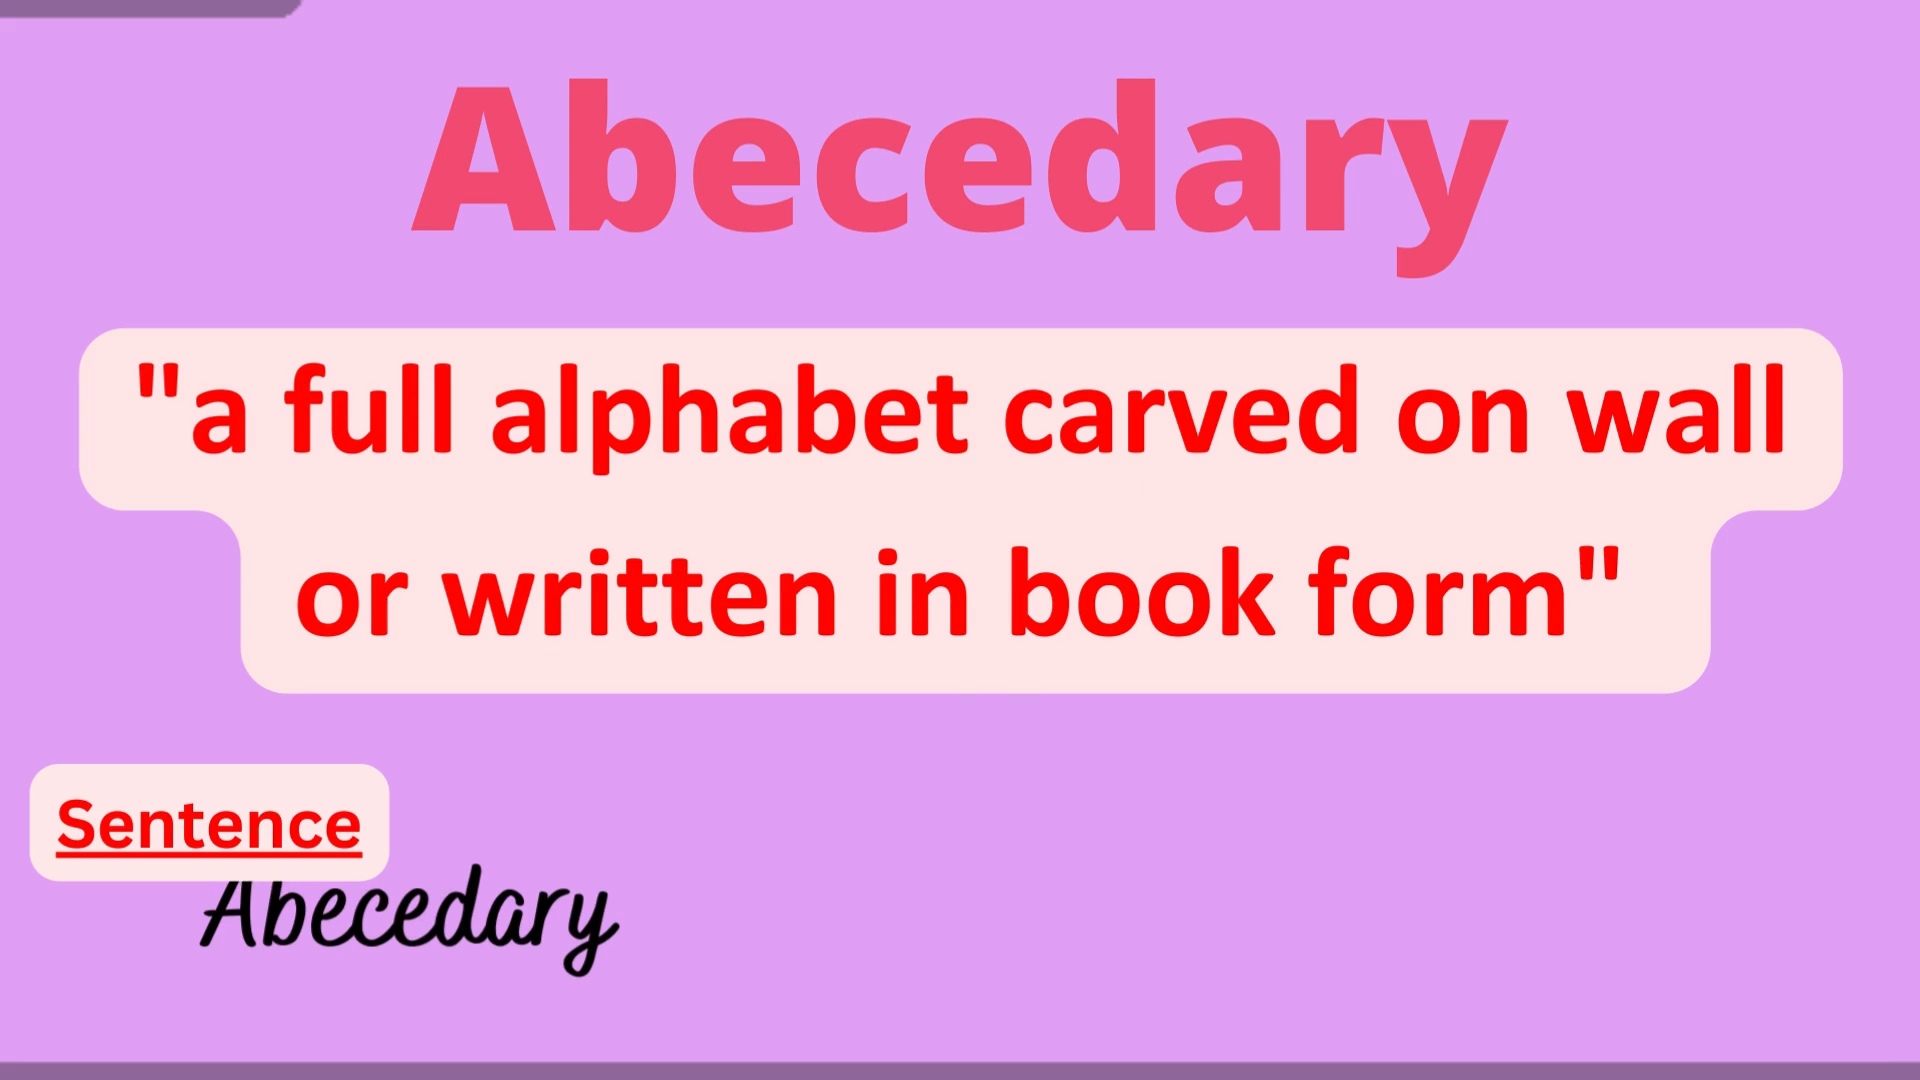 Abecedary
"a full alphabet carved on wall
or written in book form"
Sentence
Abecedary